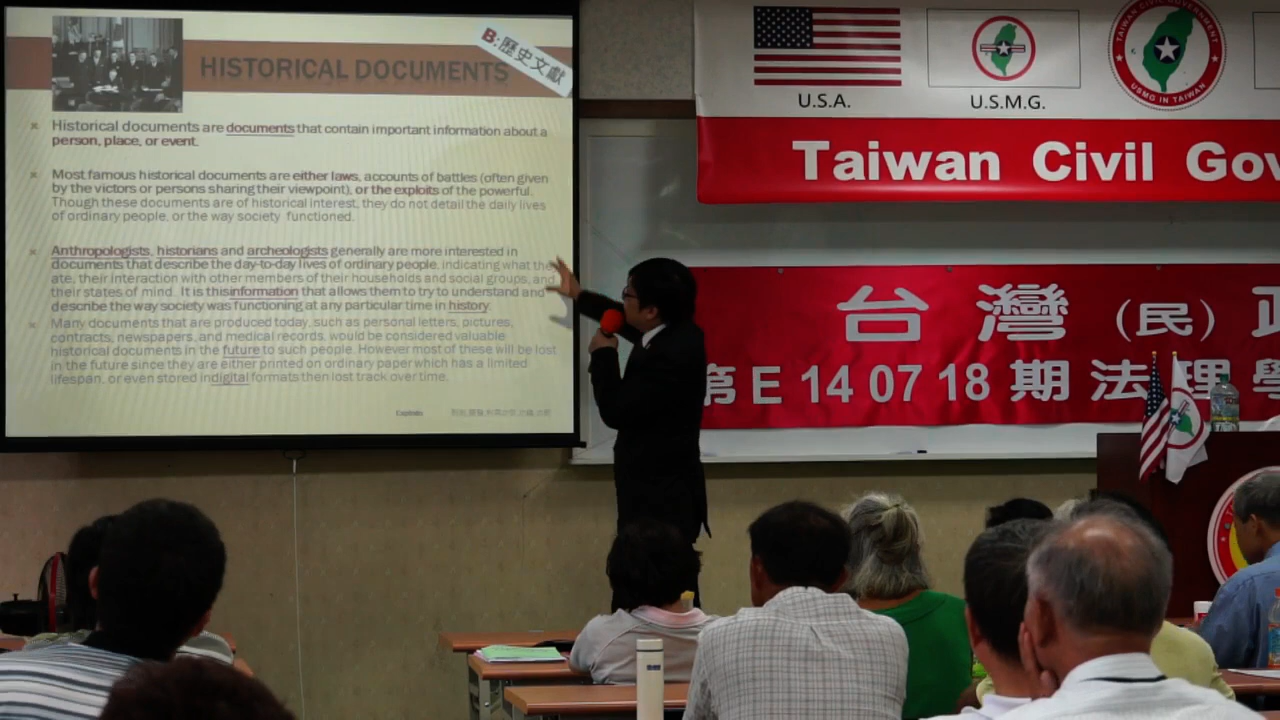 HISTORICAL DOCUMENTS
B:歷史文獻
Historical documents are documents that contain important information about a
person, place, or event.
Most famous historical documents are either laws, accounts of battles (often given
by the victors or persons sharing their viewpoint), or the exploits of the powerful.
Though these documents are of historical interest, they do not detail the daily lives
of ordinary people, or the way society functioned.
Anthropologists, historians and archeologists generally are more interested in
documents that describe the day-to-day lives of ordinary people, indicating what the
ate, their interaction with other members of their households and social groups, and
their states of mind. It is thisinformation that allows them to try to understand and
describe the way society was functioning at any particular time in history.
Many documents that are produced today, such as personal letters, pictures,
contracts, newspapers, and medical records, would be considered valuable
historical documents in the future to such people. However most of these will be lost
in the future since they are either printed on ordinary paper which has a limited
lifespan, or even stored indigital formats then lost track over time.
U.S.A.
U.S.M.G.
TAIWAN CIVIL GOVERNMENT
USMG IN TAIWAN
Taiwan Civil Gov
台灣(民)政
第E 14 07 18 期法理學